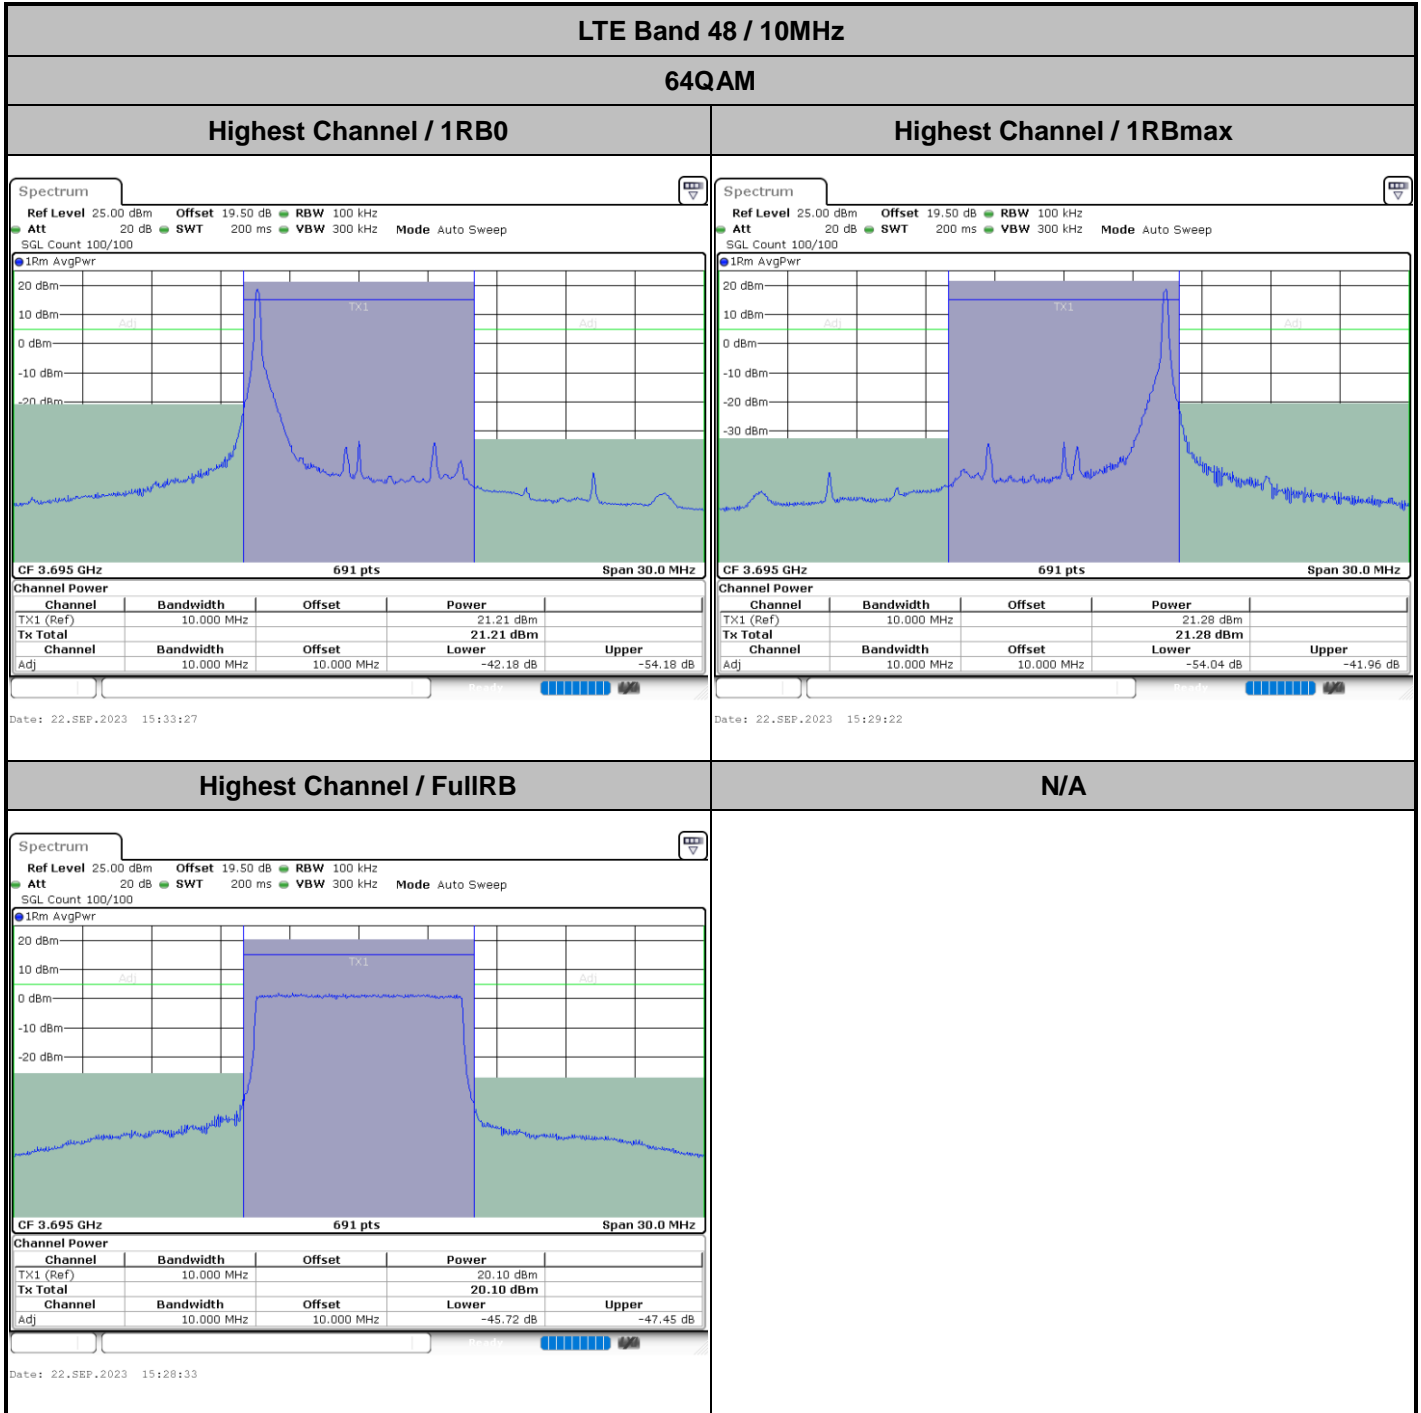 LTE Band 48 / 10MHz
64QAM
Highest Channel / 1RB0
Highest Channel / 1RBmax
Spectrum
Ref Level 25.00 dBm Offset 19.50 dB RBW 100 kHz
Att 20 dB SWT 200 ms VBW 300 kHz Mode Auto Sweep
SGL Count 100/100
1Rm AvgPwr
20 dBm
10 dBm
0 dBm
-10 dBm
-20 dBm
Adj
TX1
Adj
CF 3.695 GHz 691 pts Span 30.0 MHz
Channel Power
Channel Bandwidth Offset Power
TX1 (Ref) 10.000 MHz 21.21 dBm
Tx Total 21.21 dBm
Channel Bandwidth Offset Lower Upper
Adj 10.000 MHz 10.000 MHz -42.18 dB -54.18 dB
Ready
Date: 22.SEP.2023 15:33:27
Spectrum
Ref Level 25.00 dBm Offset 19.50 dB RBW 100 kHz
Att 20 dB SWT 200 ms VBW 300 kHz Mode Auto Sweep
SGL Count 100/100
1Rm AvgPwr
20 dBm
10 dBm
0 dBm
-10 dBm
-20 dBm
-30 dBm
Adj
TX1
Adj
CF 3.695 GHz 691 pts Span 30.0 MHz
Channel Power
Channel Bandwidth Offset Power
TX1 (Ref) 10.000 MHz 21.28 dBm
Tx Total 21.28 dBm
Channel Bandwidth Offset Lower Upper
Adj 10.000 MHz 10.000 MHz -54.04 dB -41.96 dB
Ready
Date: 22.SEP.2023 15:29:22
Highest Channel / FullRB
N/A
Spectrum
Ref Level 25.00 dBm Offset 19.50 dB RBW 100 kHz
Att 20 dB SWT 200 ms VBW 300 kHz Mode Auto Sweep
SGL Count 100/100
1Rm AvgPwr
20 dBm
10 dBm
0 dBm
-10 dBm
-20 dBm
Adj
TX1
Adj
CF 3.695 GHz 691 pts Span 30.0 MHz
Channel Power
Channel Bandwidth Offset Power
TX1 (Ref) 10.000 MHz 20.10 dBm
Tx Total 20.10 dBm
Channel Bandwidth Offset Lower Upper
Adj 10.000 MHz 10.000 MHz -45.72 dB -47.45 dB
Ready
Date: 22.SEP.2023 15:28:33